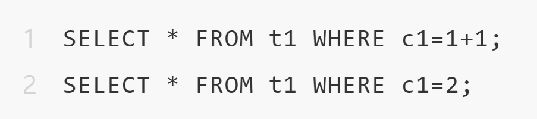 1 SELECT * FROM t1 WHERE c1=1+1;
2 SELECT * FROM t1 WHERE c1=2;